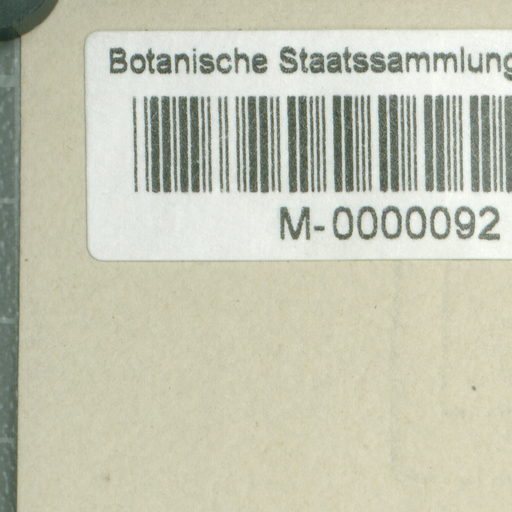 Botanische Staatssammlung
M-0000092